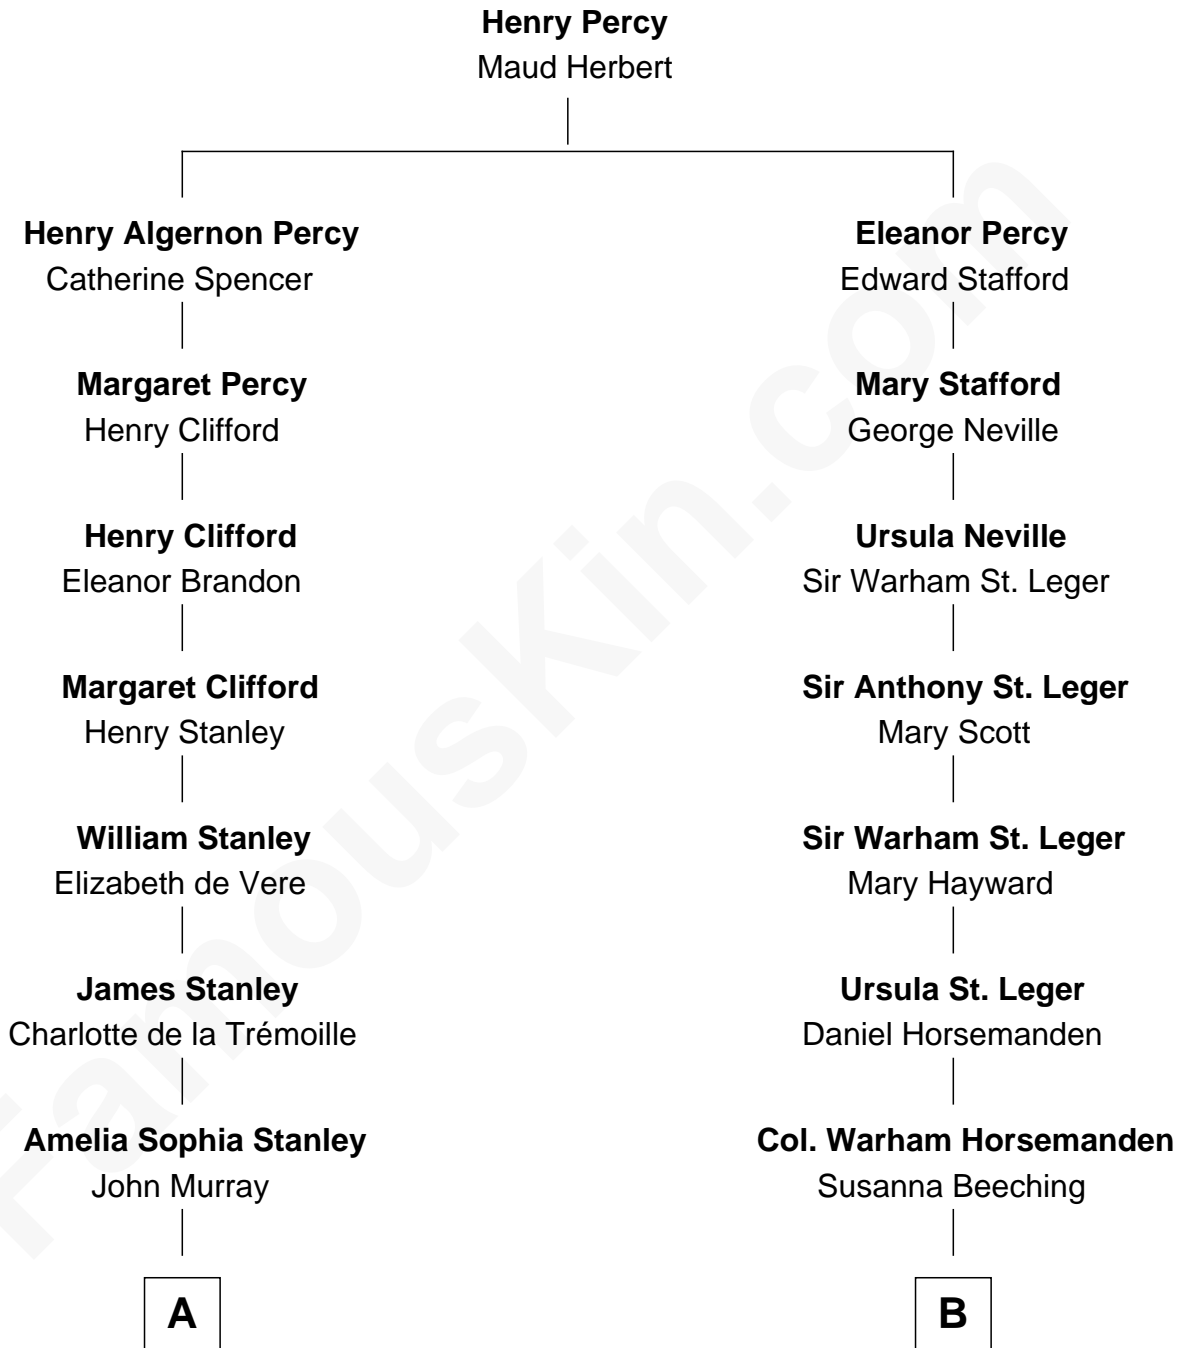 Henry Percy
Maud Herbert
Henry Algernon Percy
Catherine Spencer
Eleanor Percy
Edward Stafford
Margaret Percy
Henry Clifford
Mary Stafford
George Neville
Henry Clifford
Eleanor Brandon
Ursula Neville
Sir Warham St. Leger
Margaret Clifford
Henry Stanley
Sir Anthony St. Leger
Mary Scott
William Stanley
Elizabeth de Vere
Sir Warham St. Leger
Mary Hayward
James Stanley
Charlotte de la Trémoille
Ursula St. Leger
Daniel Horsemanden
Amelia Sophia Stanley
John Murray
Col. Warham Horsemanden
Susanna Beeching
A
B
FamousKin.com